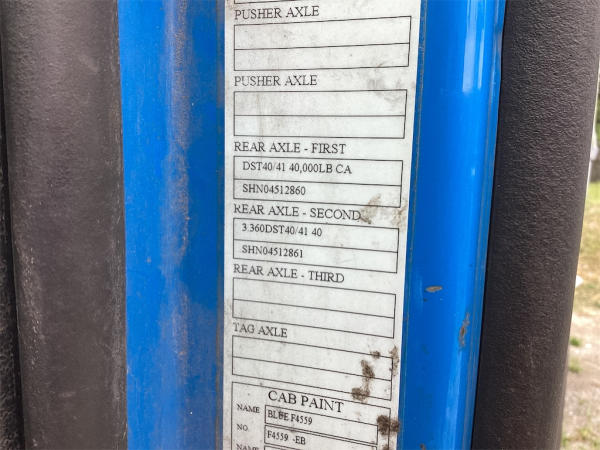 PUSHER AXLE
PUSHER AXLE
REAR AXLE - FIRST
DST40/41 40,000LB CA
SHN04512860
REAR AXLE - SECOND
3.360DST40/41 40
SHN04512861
REAR AXLE - THIRD
TAG AXLE
CAB PAINT
NAME BLUE F4559
NO. F4559 -EB
NAME